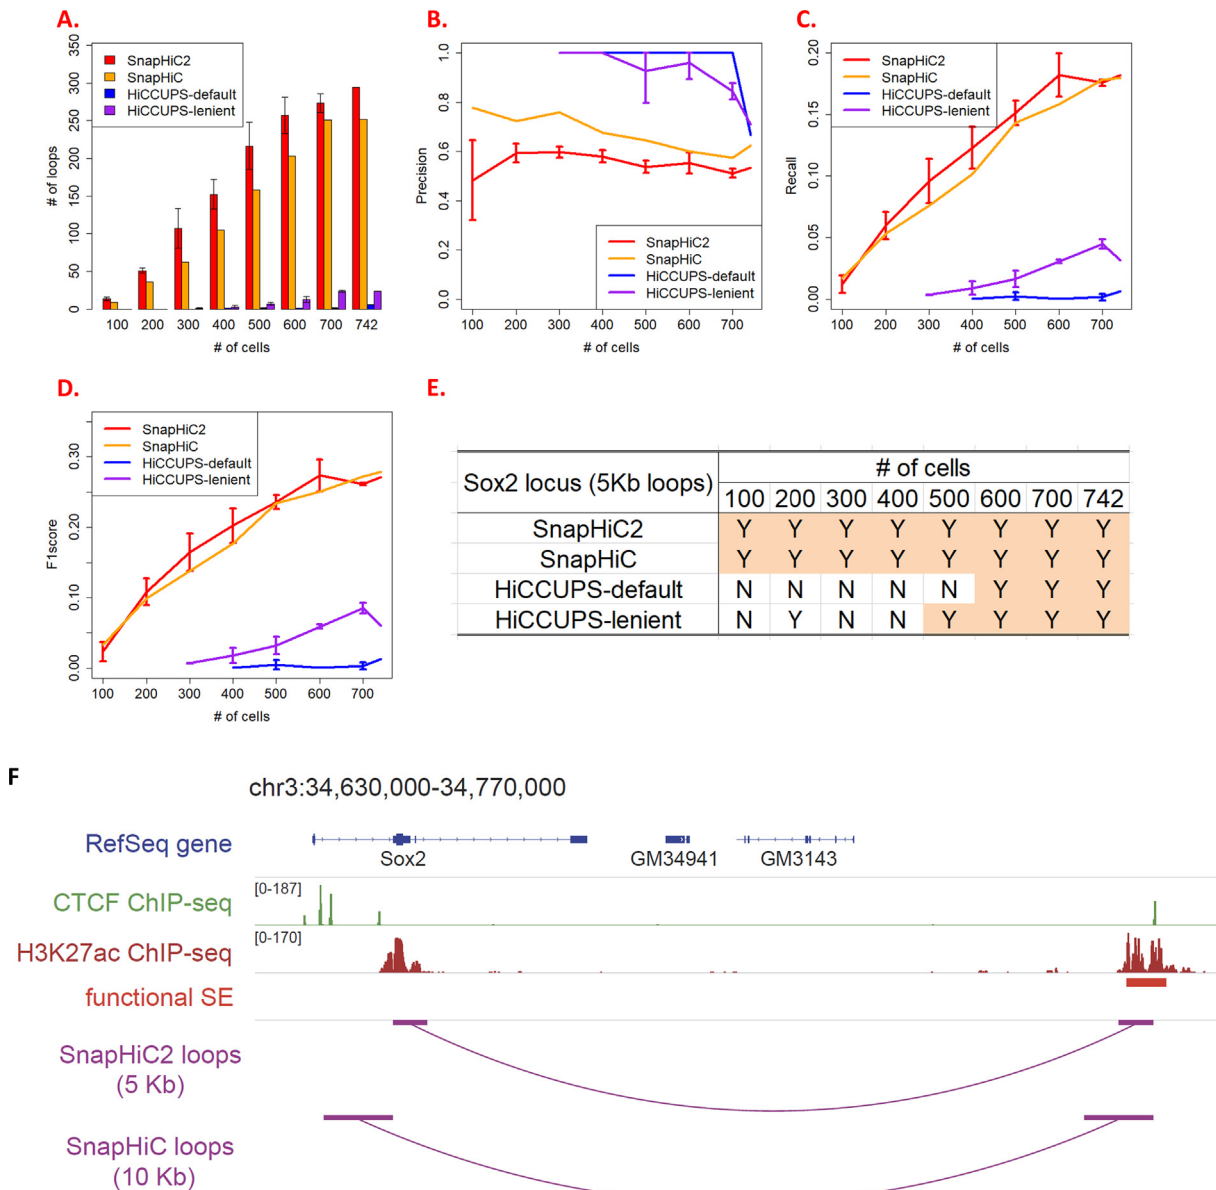 A.
# of loops
350
300
250
200
150
100
50
0
SnapHiC2
SnapHiC
HiCCUPS-default
HiCCUPS-lenient
100 200 300 400 500 600 700 742
# of cells
B.
Precision
1.0
0.8
0.6
0.4
0.2
0.0
SnapHiC2
SnapHiC
HiCCUPS-default
HiCCUPS-lenient
100 200 300 400 500 600 700
# of cells
C.
Recall
0.20
0.15
0.10
0.05
0.00
SnapHiC2
SnapHiC
HiCCUPS-default
HiCCUPS-lenient
100 200 300 400 500 600 700
# of cells
D.
F1score
0.30
0.20
0.10
0.00
SnapHiC2
SnapHiC
HiCCUPS-default
HiCCUPS-lenient
100 200 300 400 500 600 700
# of cells
E.
Sox2 locus (5Kb loops) # of cells
100 200 300 400 500 600 700 742
SnapHiC2 Y Y Y Y Y Y Y Y
SnapHiC Y Y Y Y Y Y Y Y
HiCCUPS-default N N N N N Y Y Y
HiCCUPS-lenient N Y N N Y Y Y Y
F
chr3:34,630,000-34,770,000
RefSeq gene
Sox2 GM34941 GM3143
CTCF ChIP-seq [0-187]
H3K27ac ChIP-seq [0-170]
functional SE
SnapHiC2 loops
(5 Kb)
SnapHiC loops
(10 Kb)